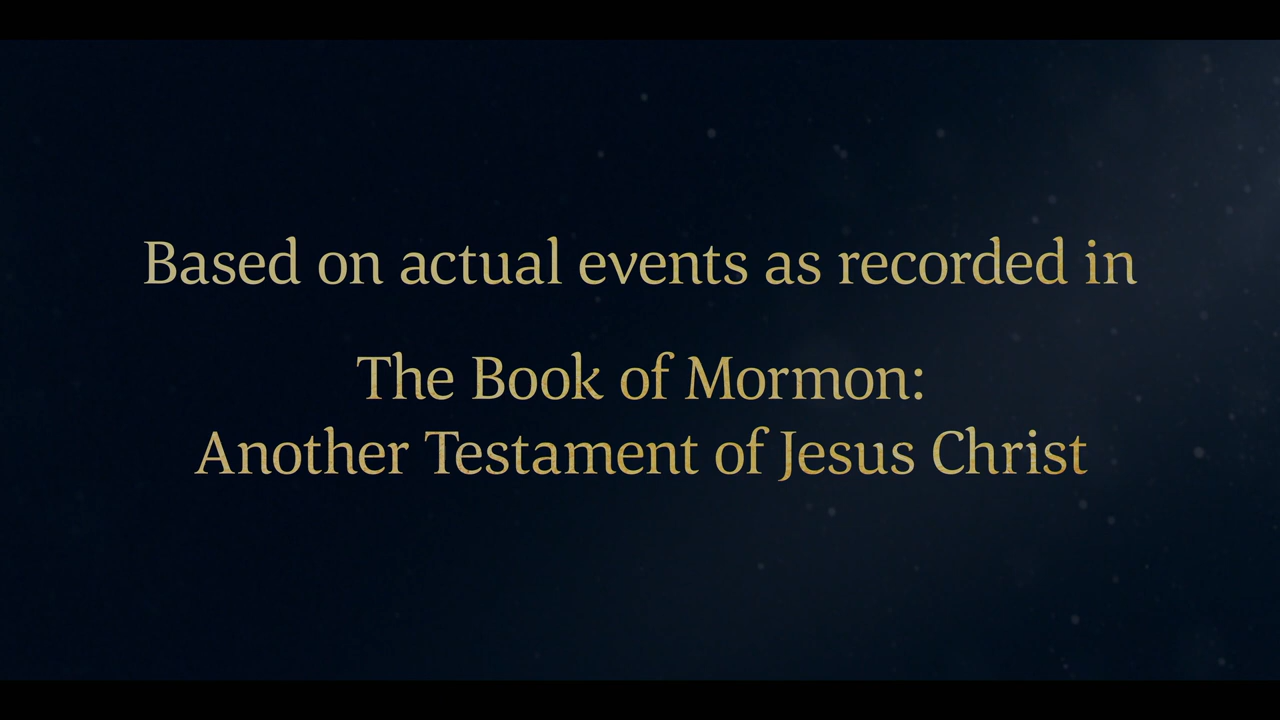 Based on actual events as recorded in
The Book of Mormon:
Another Testament of Jesus Christ